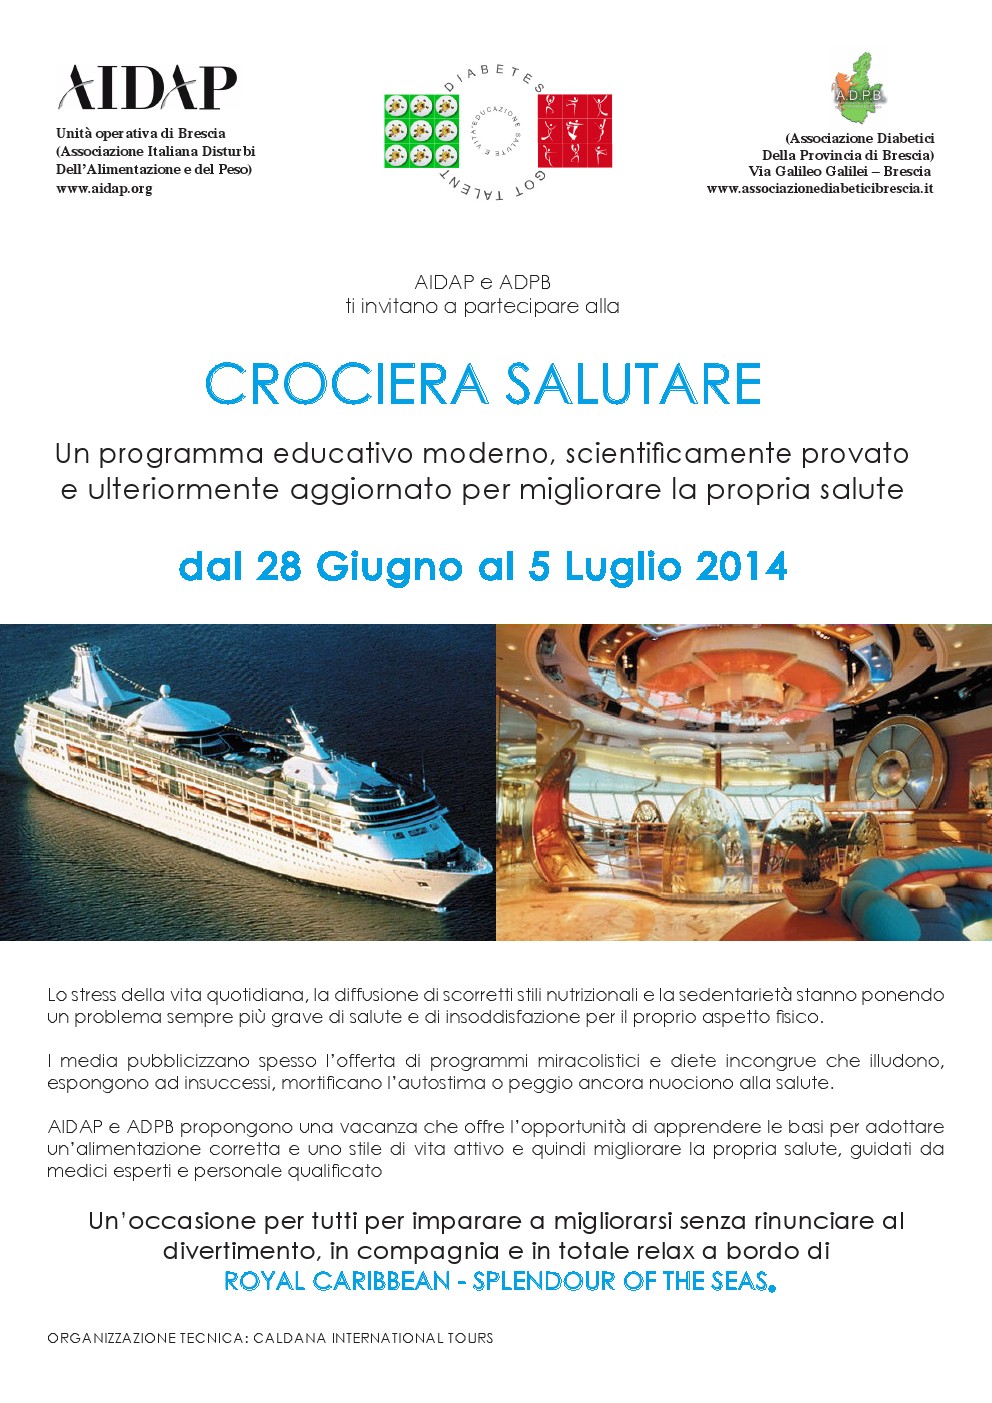 AIDAP
Unità operativa di Brescia
(Associazione Italiana Disturbi
Dell'Alimentazione e del Peso)
www.aidap.org
DIABETES
GOT TALENT
EDUCAZIONE SALUTE E VITA
A.D.P.B
(Associazione Diabetici
Della Provincia di Brescia)
Via Galileo Galilei – Brescia
www.associazionediabeticibrescia.it
AIDAP e ADPB
ti invitano a partecipare alla
CROCIERA SALUTARE
Un programma educativo moderno, scientificamente provato
e ulteriormente aggiornato per migliorare la propria salute
dal 28 Giugno al 5 Luglio 2014
Lo stress della vita quotidiana, la diffusione di scorretti stili nutrizionali e la sedentarietà stanno ponendo
un problema sempre più grave di salute e di insoddisfazione per il proprio aspetto fisico.
I media pubblicizzano spesso l'offerta di programmi miracolistici e diete incongrue che illudono,
espongono ad insuccessi, mortificano l'autostima o peggio ancora nuociono alla salute.
AIDAP e ADPB propongono una vacanza che offre l'opportunità di apprendere le basi per adottare
un'alimentazione corretta e uno stile di vita attivo e quindi migliorare la propria salute, guidati da
medici esperti e personale qualificato
Un'occasione per tutti per imparare a migliorarsi senza rinunciare al
divertimento, in compagnia e in totale relax a bordo di
ROYAL CARIBBEAN - SPLENDOUR OF THE SEAS.
ORGANIZZAZIONE TECNICA: CALDANA INTERNATIONAL TOURS